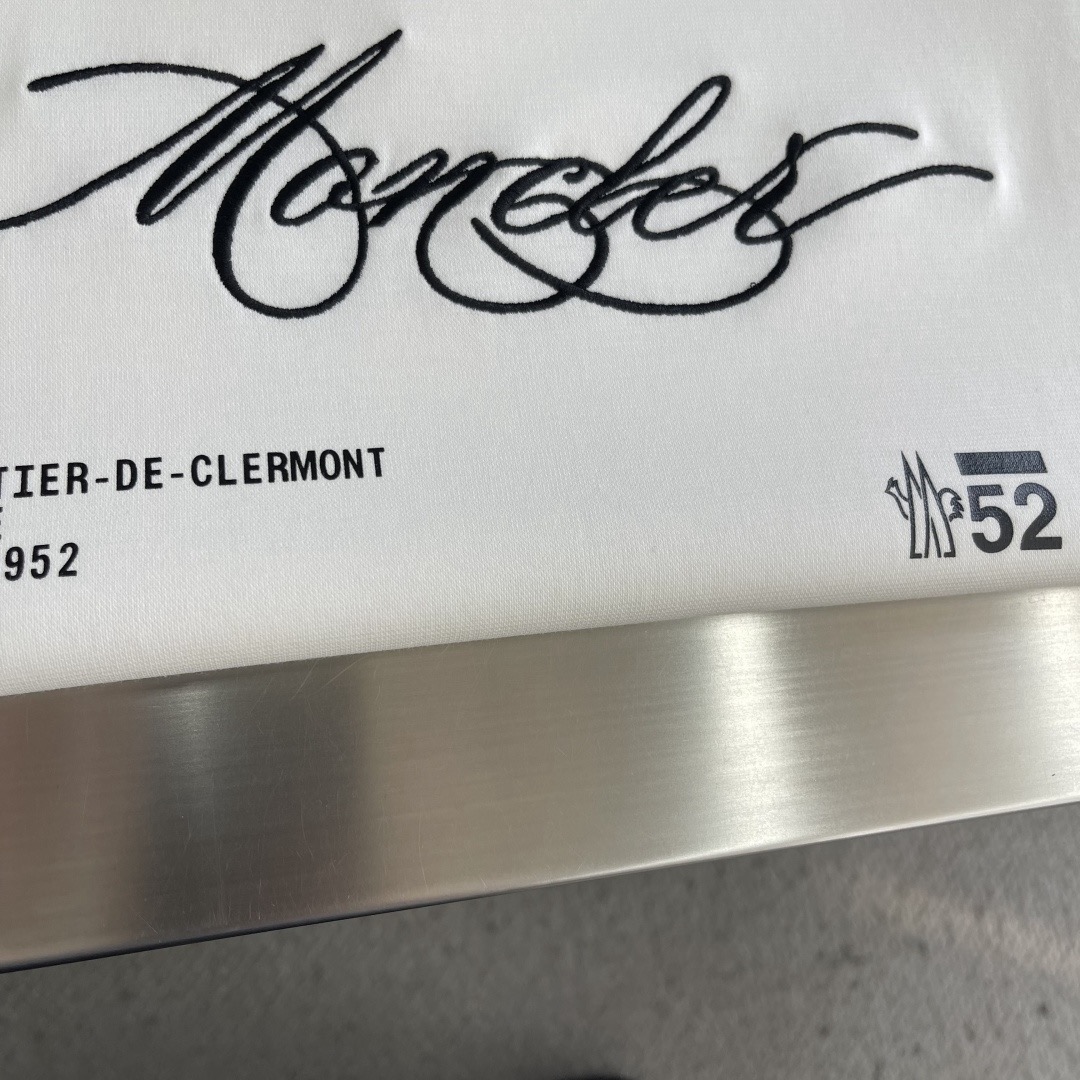 Moncler
TIER-DE-CLERMONT
E
952
52